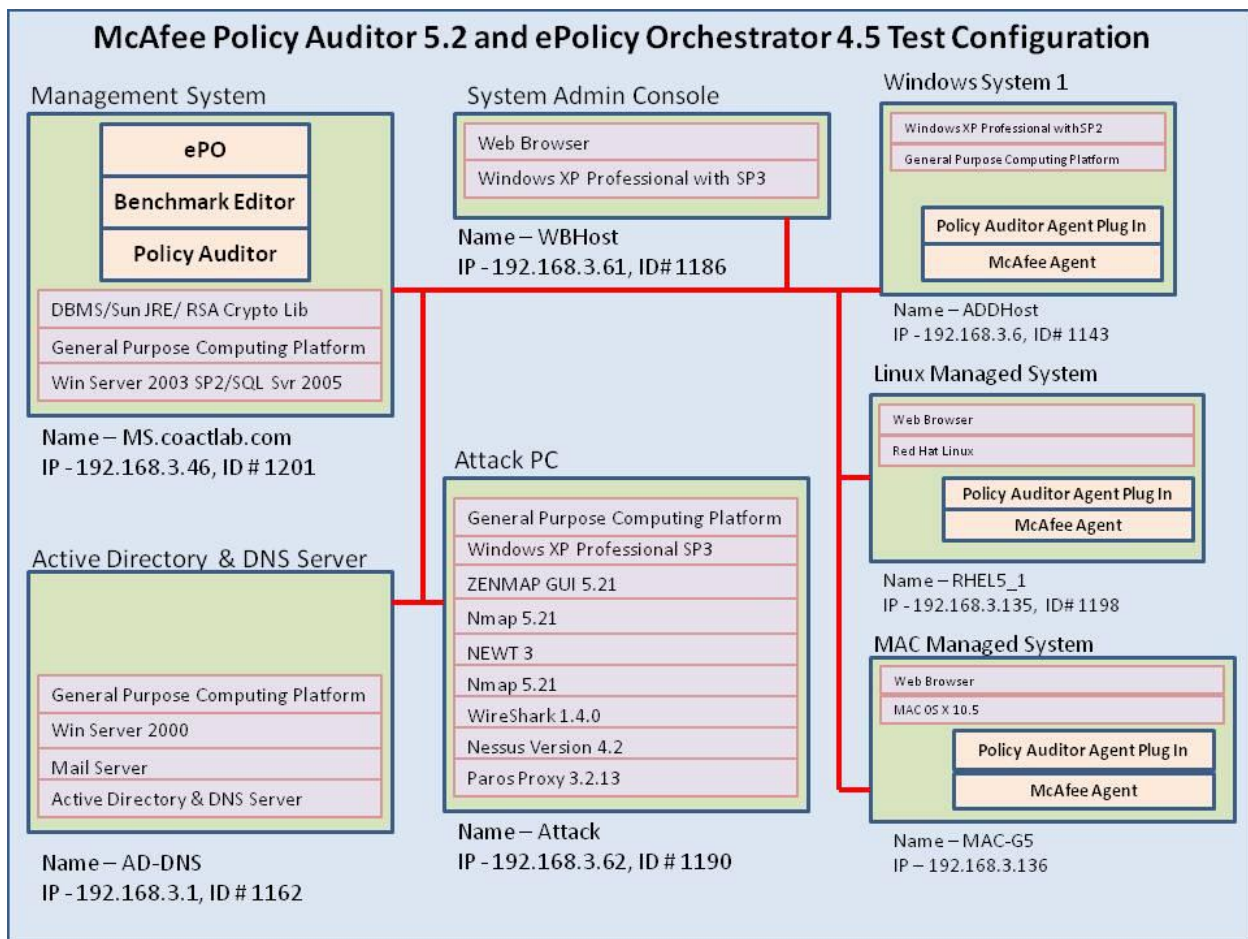 McAfee Policy Auditor 5.2 and ePolicy Orchestrator 4.5 Test Configuration
Management System
ePO
Benchmark Editor
Policy Auditor
DBMS/Sun JRE/ RSA Crypto Lib
General Purpose Computing Platform
Win Server 2003 SP2/SQL Svr 2005
Name – MS.coactlab.com
IP - 192.168.3.46, ID # 1201
System Admin Console
Web Browser
Windows XP Professional with SP3
Name – WBHost
IP - 192.168.3.61, ID# 1186
Windows System 1
Windows XP Professional withSP2
General Purpose Computing Platform
Policy Auditor Agent Plug In
McAfee Agent
Name – ADDHost
IP - 192.168.3.6, ID# 1143
Linux Managed System
Web Browser
Red Hat Linux
Policy Auditor Agent Plug In
McAfee Agent
Name – RHEL5_1
IP - 192.168.3.135, ID# 1198
MAC Managed System
Web Browser
MAC OS X 10.5
Policy Auditor Agent Plug In
McAfee Agent
Name – MAC-G5
IP – 192.168.3.136
Active Directory & DNS Server
General Purpose Computing Platform
Win Server 2000
Mail Server
Active Directory & DNS Server
Name – AD-DNS
IP - 192.168.3.1, ID # 1162
Attack PC
General Purpose Computing Platform
Windows XP Professional SP3
ZENMAP GUI 5.21
Nmap 5.21
NEWT 3
Nmap 5.21
WireShark 1.4.0
Nessus Version 4.2
Paros Proxy 3.2.13
Name – Attack
IP - 192.168.3.62, ID # 1190